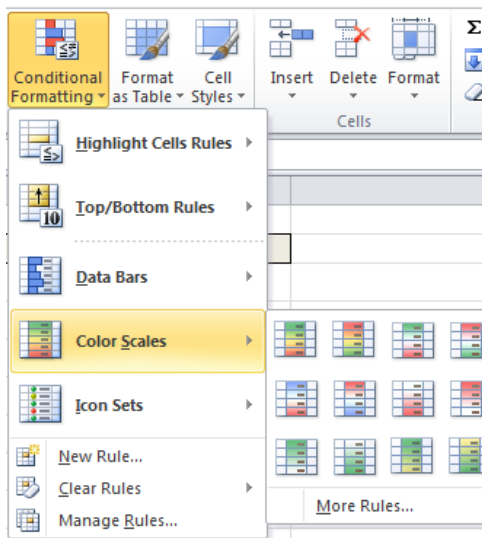 Conditional Formatting
Format as Table
Cell Styles
Insert
Delete
Format
Σ
Cells
Highlight Cells Rules
Top/Bottom Rules
10
Data Bars
Color Scales
Icon Sets
New Rule...
Clear Rules
Manage Rules...
More Rules...